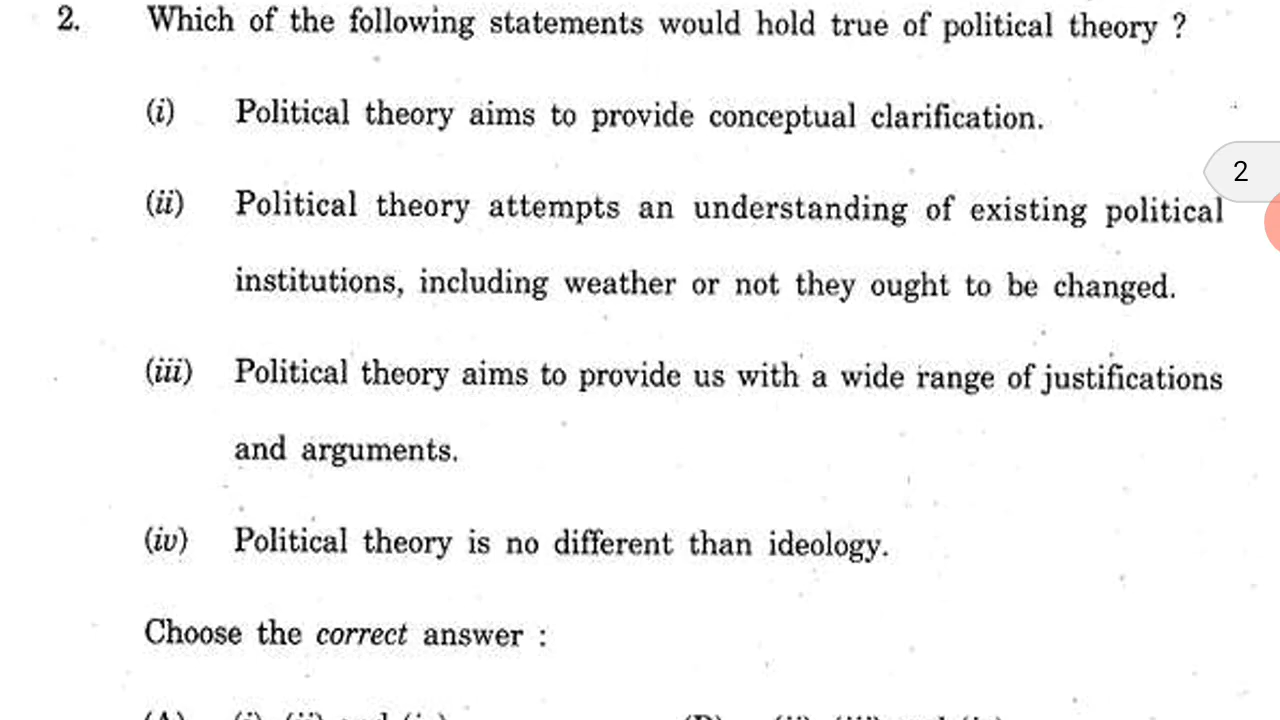 2. Which of the following statements would hold true of political theory ?
(i) Political theory aims to provide conceptual clarification.
2
(ii) Political theory attempts an understanding of existing political
institutions, including weather or not they ought to be changed.
(iii) Political theory aims to provide us with a wide range of justifications
and arguments.
(iv) Political theory is no different than ideology.
Choose the correct answer :